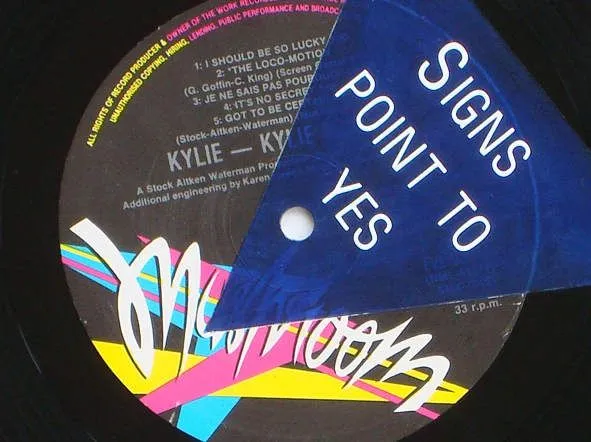 ALL RIGHTS OF RECORD PRODUCER & OWNER OF THE WORK
UNAUTHORISED COPYING, HIRING, LENDING, PUBLIC PERFORMANCE AND
1: I SHOULD BE SO LUCKY
2: *THE LOCO-MOTIO
(G. Goffin-C. King) (Screen G
3: JE NE SAIS PAS POUR
4: IT'S NO SECRE
5: GOT TO BE CER
(Stock-Aitken-Waterman)
KYLIE — KYLIE
A Stock Aitken Waterman Pro
Additional engineering by Karen
SIGNS
POINT TO
YES
33 r.p.m.
Mushroom